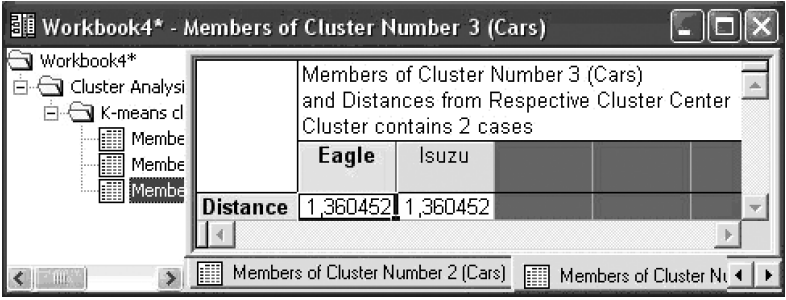 Workbook4* - Members of Cluster Number 3 (Cars)
Workbook4*
Cluster Analysi
K-means cl
Membe
Membe
Membe
Members of Cluster Number 3 (Cars)
and Distances from Respective Cluster Center
Cluster contains 2 cases
Eagle Isuzu
Distance 1,360452 1,360452
Members of Cluster Number 2 (Cars) Members of Cluster Nu